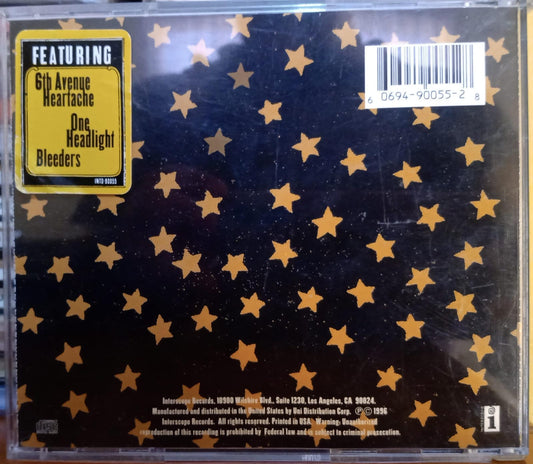 FEATURING
6th Avenue
Heartache
One
Headlight
Bleeders
INTD-90055
6 0694-90055-2 8
Interscope Records, 10900 Wilshire Blvd., Suite 1230, Los Angeles, CA 90024.
Manufactured and distributed in the United States by Uni Distribution Corp. ℗ © 1996
Interscope Records. All rights reserved. Printed in USA. Warning: Unauthorized
reproduction of this recording is prohibited by Federal law and is subject to criminal prosecution.
i